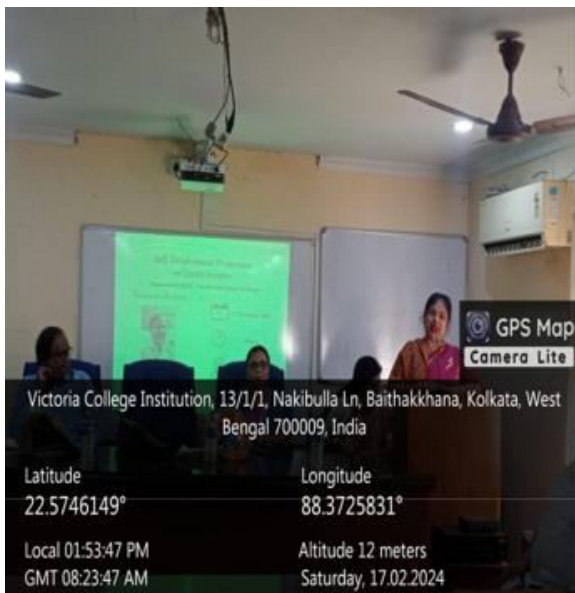 GPS Map
Camera Lite
Victoria College Institution, 13/1/1, Nakibulla Ln, Baithakkhana, Kolkata, West
Bengal 700009, India
Latitude
22.5746149°
Longitude
88.3725831°
Local 01:53:47 PM
GMT 08:23:47 AM
Altitude 12 meters
Saturday, 17.02.2024